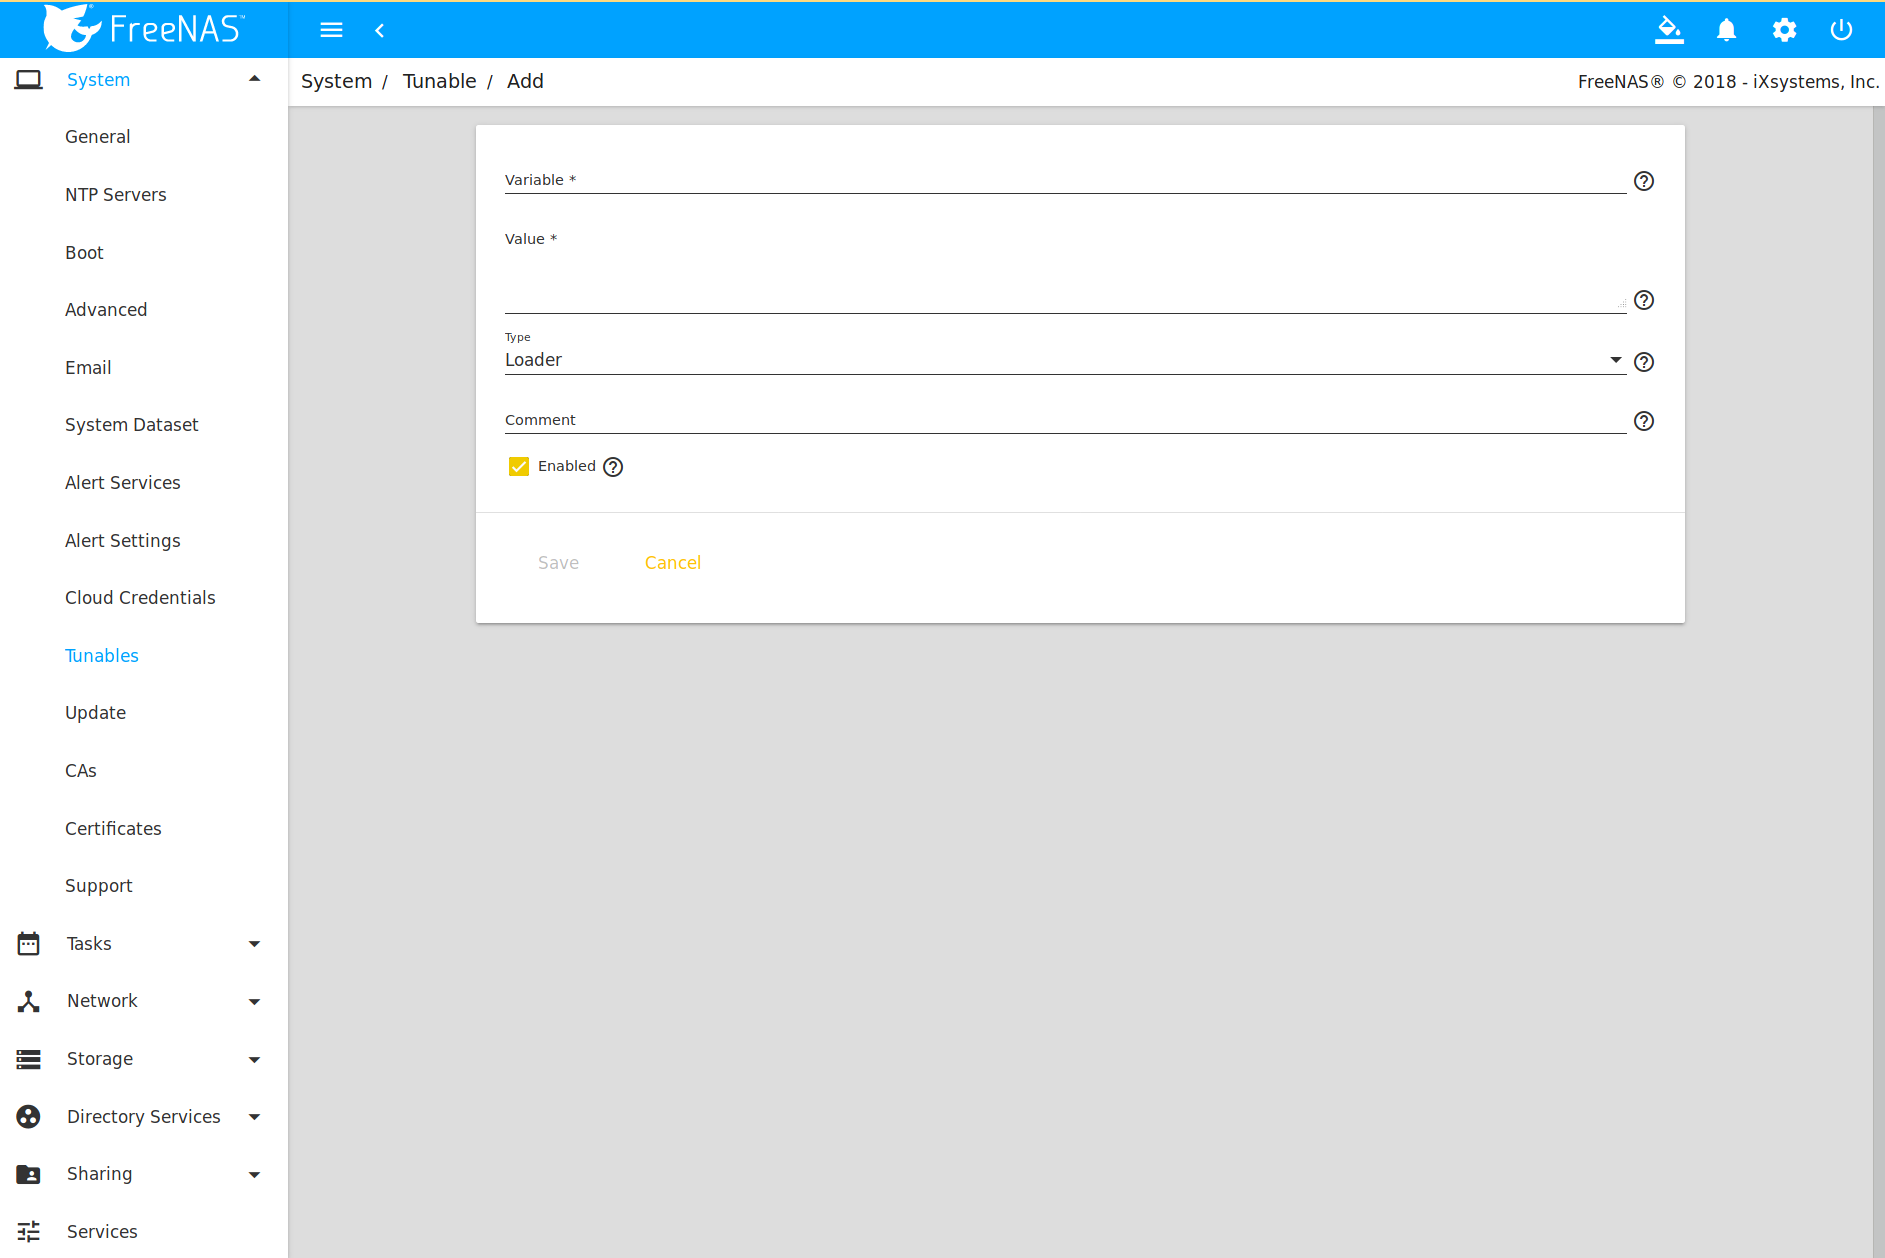 FreeNAS™
System / Tunable / Add
FreeNAS® © 2018 - iXsystems, Inc.
System
General
NTP Servers
Boot
Advanced
Email
System Dataset
Alert Services
Alert Settings
Cloud Credentials
Tunables
Update
CAs
Certificates
Support
Tasks
Network
Storage
Directory Services
Sharing
Services
Variable *
Value *
Type
Loader
Comment
Enabled
Save Cancel